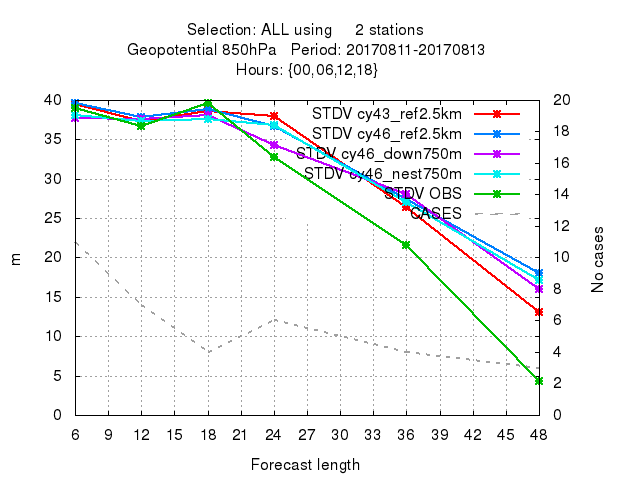 Selection: ALL using     2 stations
Geopotential 850hPa   Period: 20170811-20170813
Hours: {00,06,12,18}
STDV cy43_ref2.5km
STDV cy46_ref2.5km
STDV cy46_down750m
STDV cy46_nest750m
STDV OBS
CASES
40
35
30
25
20
15
10
5
0
m
20
18
16
14
12
10
8
6
4
2
0
No cases
6 9 12 15 18 21 24 27 30 33 36 39 42 45 48
Forecast length